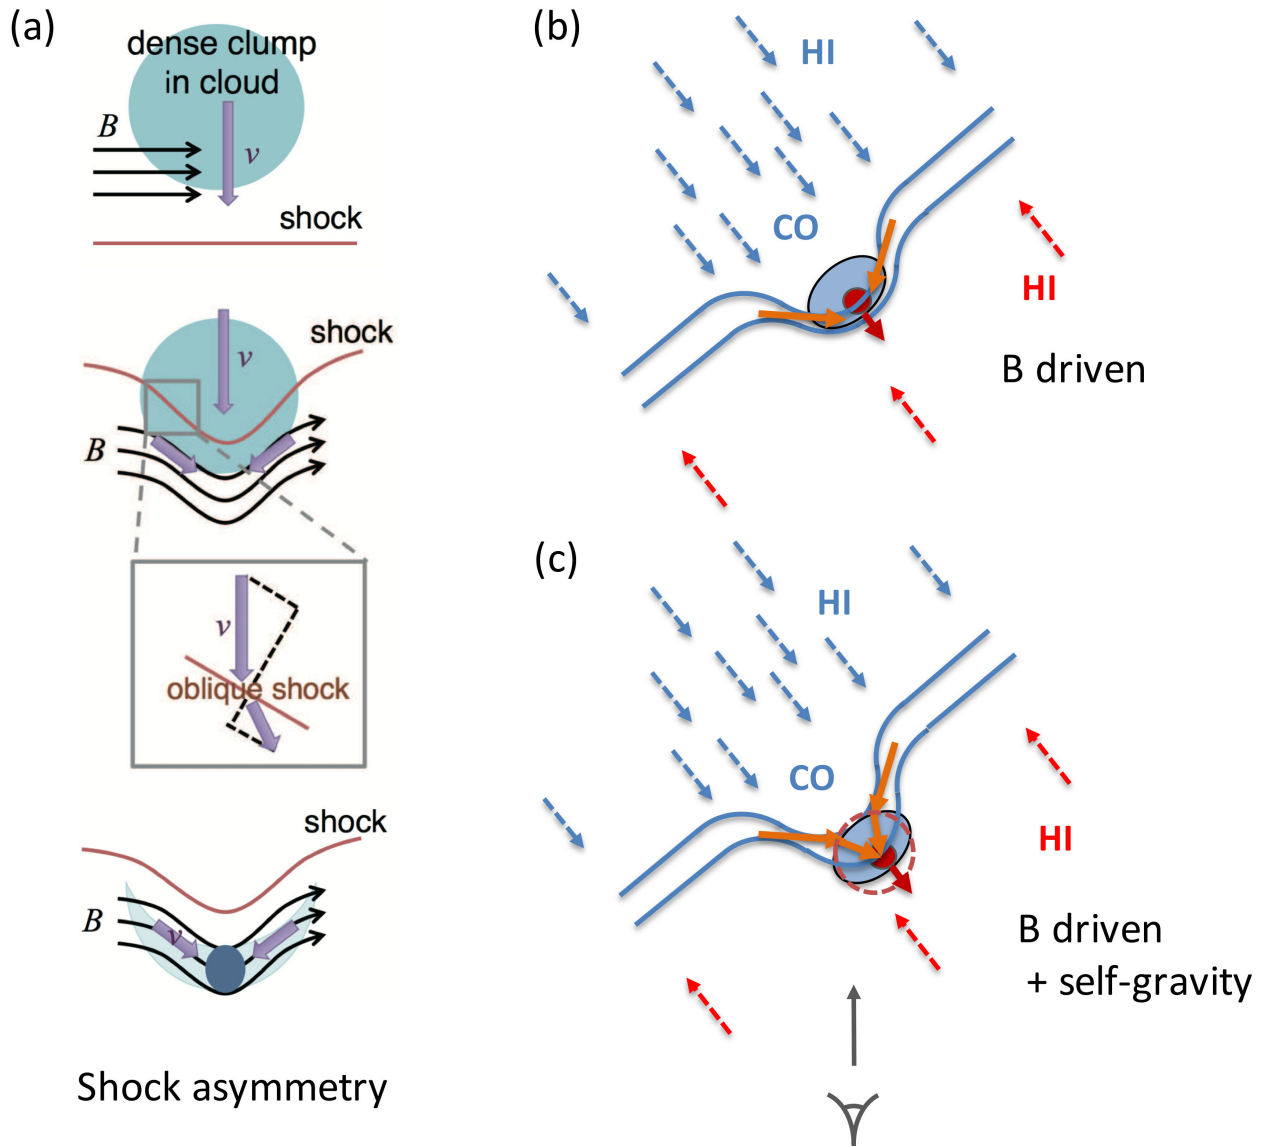 (a)
dense clump
in cloud
B
v
shock
shock
v
B
v
oblique shock
shock
B
v
Shock asymmetry
(b)
HI
CO
HI
B driven
(c)
HI
CO
HI
B driven
+ self-gravity